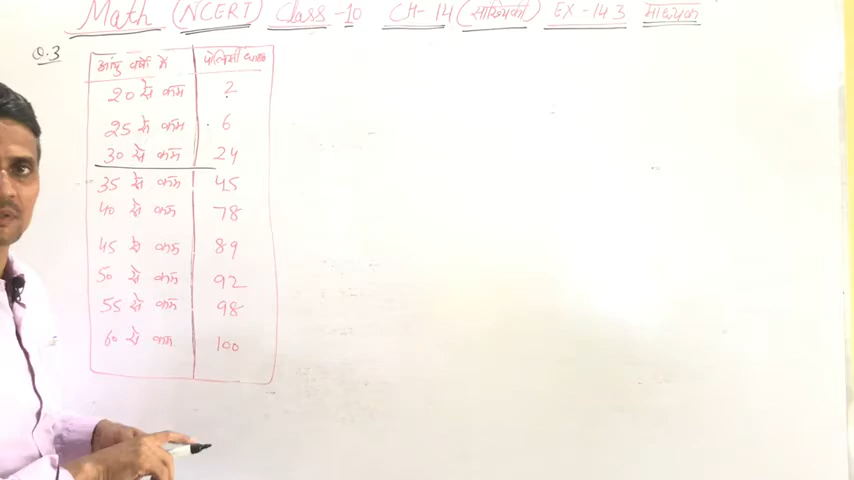 Math (NCERT) Class -10 CH-14 (सांख्यिकी) EX-14.3 माध्यक
Q.3
आयु वर्षों में पॉलिसी धारक
20 से कम 2
25 से कम 6
30 से कम 24
35 से कम 45
40 से कम 78
45 से कम 89
50 से कम 92
55 से कम 98
60 से कम 100